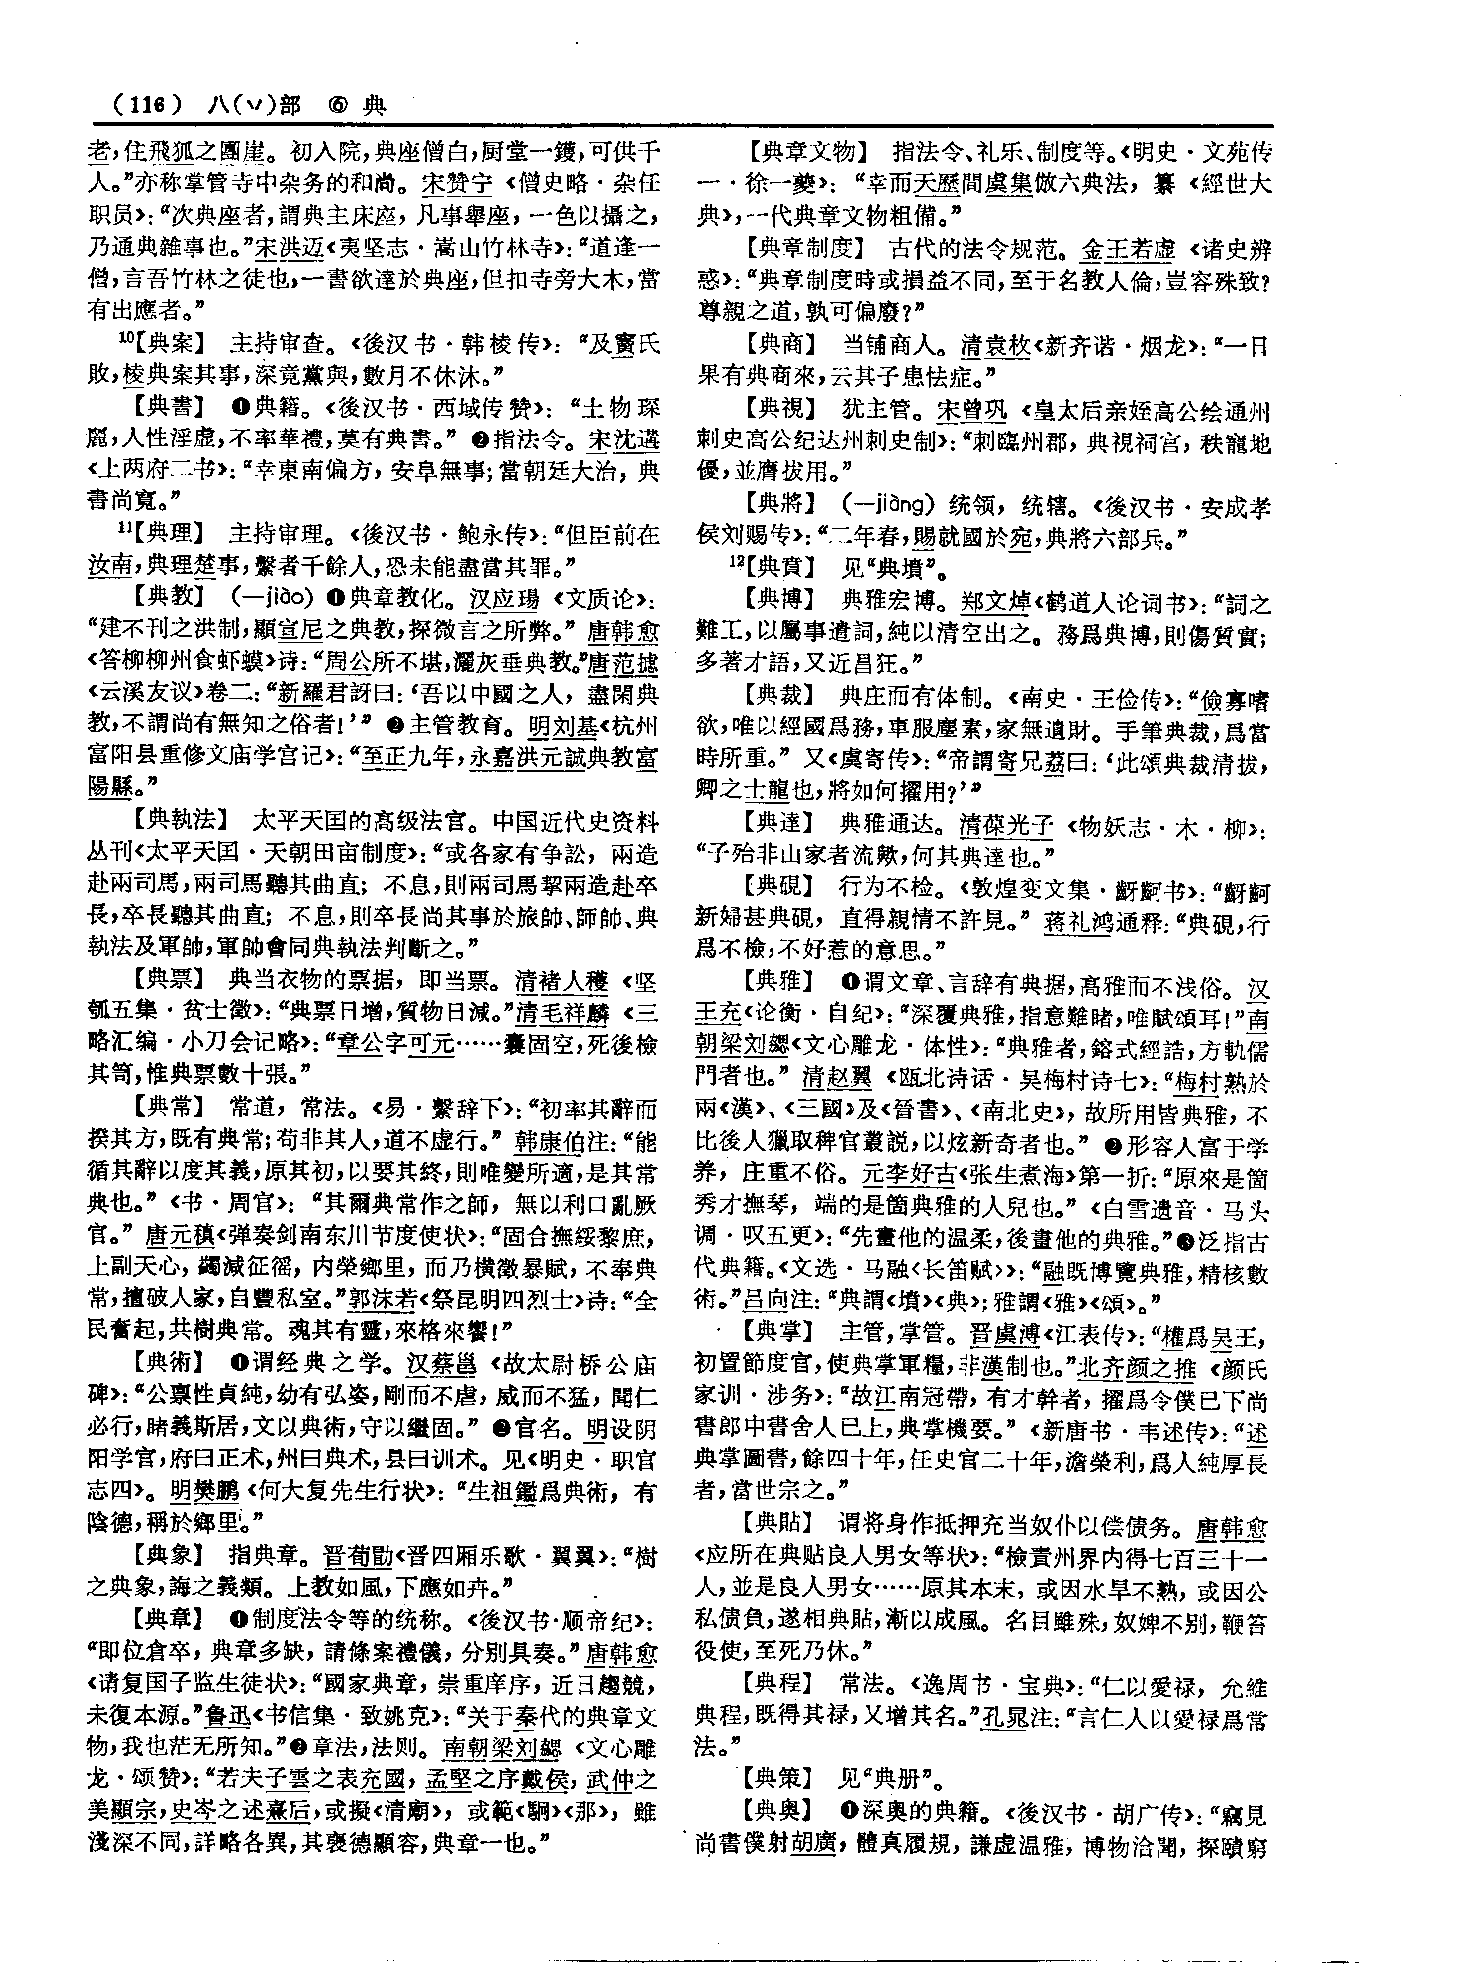 (116) 八(丷)部 ⑥ 典
老，住飛狐之團崖。初入院，典座僧白，厨堂一鑊，可供千
人。”亦称掌管寺中杂务的和尚。宋赞宁《僧史略·杂任
职员》：“次典座者，謂典主床座，凡事舉座，一色以攝之，
乃通典雜事也。”宋洪迈《夷坚志·嵩山竹林寺》：“道逢一
僧，言吾竹林之徒也，一書欲達於典座，但扣寺旁大木，當
有出應者。”
10【典案】 主持审查。《後汉书·韩棱传》：“及竇氏
敗，棱典案其事，深竟黨與，數月不休沐。”
【典書】 ❶典籍。《後汉书·西域传赞》：“土物琛
麗，人性淫虛，不率華禮，莫有典書。” ❷指法令。宋沈遘
《上两府二书》：“幸東南偏方，安阜無事；當朝廷大治，典
書尚寬。”
11【典理】 主持审理。《後汉书·鲍永传》：“但臣前在
汝南，典理楚事，繫者千餘人，恐未能盡當其罪。”
【典教】 (—jiào) ❶典章教化。汉应瑒《文质论》：
“建不刊之洪制，顯宣尼之典教，探微言之所弊。” 唐韩愈
《答柳柳州食虾蟆》诗：“周公所不堪，灑灰垂典教。”唐范摅
《云溪友议》卷二：“新羅君訝曰：‘吾以中國之人，盡閑典
教，不謂尚有無知之俗者！’” ❷主管教育。明刘基《杭州
富阳县重修文庙学宫记》：“至正九年，永嘉洪元誠典教富
陽縣。”
【典執法】 太平天囯的高级法官。中国近代史资料
丛刊《太平天囯·天朝田亩制度》：“或各家有争訟，兩造
赴兩司馬，兩司馬聽其曲直；不息，則兩司馬挈兩造赴卒
長，卒長聽其曲直；不息，則卒長尚其事於旅帥、師帥、典
執法及軍帥，軍帥會同典執法判斷之。”
【典票】 典当衣物的票据，即当票。清褚人穫《坚
瓠五集·贫士徵》：“典票日增，質物日減。”清毛祥麟《三
略汇编·小刀会记略》：“章公字可元……囊固空，死後檢
其笥，惟典票數十張。”
【典常】 常道，常法。《易·繫辞下》：“初率其辭而
揆其方，既有典常；苟非其人，道不虛行。” 韩康伯注：“能
循其辭以度其義，原其初，以要其終，則唯變所適，是其常
典也。”《书·周官》：“其爾典常作之師，無以利口亂厥
官。” 唐元稹《弹奏剑南东川节度使状》：“固合撫綏黎庶，
上副天心，蠲減征徭，内榮鄉里，而乃橫徵暴賦，不奉典
常，擅破人家，自豐私室。”郭沫若《祭昆明四烈士》诗：“全
民奮起，共樹典常。魂其有靈，來格來饗！”
【典術】 ❶谓经典之学。汉蔡邕《故太尉桥公庙
碑》：“公禀性貞純，幼有弘姿，剛而不虐，威而不猛，聞仁
必行，睹義斯居，文以典術，守以繼固。” ❷官名。明设阴
阳学官，府曰正术，州曰典术，县曰训术。见《明史·职官
志四》。明樊鹏《何大复先生行状》：“生祖鑑爲典術，有
陰德，稱於鄉里。”
【典象】 指典章。晋荀勖《晋四厢乐歌·翼翼》：“樹
之典象，誨之義類。上教如風，下應如卉。”
【典章】 ❶制度法令等的统称。《後汉书·顺帝纪》：
“即位倉卒，典章多缺，請條案禮儀，分别具奏。” 唐韩愈
《请复国子监生徒状》：“國家典章，崇重庠序，近日趨競，
未復本源。”鲁迅《书信集·致姚克》：“关于秦代的典章文
物，我也茫无所知。”❷章法，法则。南朝梁刘勰《文心雕
龙·颂赞》：“若夫子雲之表充國，孟堅之序戴侯，武仲之
美顯宗，史岑之述熹后，或擬《清廟》，或範《駉》《那》，雖
淺深不同，詳略各異，其褒德顯容，典章一也。”
【典章文物】 指法令、礼乐、制度等。《明史·文苑传
一·徐一夔》：“幸而天歷間虞集倣六典法，纂《經世大
典》，一代典章文物粗備。”
【典章制度】 古代的法令规范。金王若虚《诸史辨
惑》：“典章制度時或損益不同，至于名教人倫，豈容殊致？
尊親之道，孰可偏廢？”
【典商】 当铺商人。清袁枚《新齐谐·烟龙》：“一日
果有典商來，云其子患怯症。”
【典視】 犹主管。宋曾巩《皇太后亲姪高公绘通州
刺史高公纪达州刺史制》：“刺臨州郡，典視祠宫，秩寵地
優，並膺拔用。”
【典將】 (—jiàng) 统领，统辖。《後汉书·安成孝
侯刘赐传》：“二年春，賜就國於宛，典將六部兵。”
12【典賁】 见“典墳”。
【典博】 典雅宏博。郑文焯《鹤道人论词书》：“詞之
難工，以屬事遣詞，純以清空出之。務爲典博，則傷質實；
多著才語，又近昌狂。”
【典裁】 典庄而有体制。《南史·王俭传》：“儉寡嗜
欲，唯以經國爲務，車服塵素，家無遺財。手筆典裁，爲當
時所重。” 又《虞寄传》：“帝謂寄兄荔曰：‘此頌典裁清拔，
卿之士龍也，將如何擢用？’”
【典達】 典雅通达。清葆光子《物妖志·木·柳》：
“子殆非山家者流歟，何其典達也。”
【典硯】 行为不检。《敦煌变文集·齖䶗书》：“齖䶗
新婦甚典硯，直得親情不許見。” 蒋礼鸿通释：“典硯，行
爲不檢，不好惹的意思。”
【典雅】 ❶谓文章、言辞有典据，高雅而不浅俗。汉
王充《论衡·自纪》：“深覆典雅，指意難睹，唯賦頌耳！”南
朝梁刘勰《文心雕龙·体性》：“典雅者，鎔式經誥，方軌儒
門者也。” 清赵翼《瓯北诗话·吴梅村诗七》：“梅村熟於
兩《漢》、《三國》及《晉書》、《南北史》，故所用皆典雅，不
比後人獵取稗官叢説，以炫新奇者也。” ❷形容人富于学
养，庄重不俗。元李好古《张生煮海》第一折：“原來是箇
秀才撫琴，端的是箇典雅的人兒也。”《白雪遗音·马头
调·叹五更》：“先畫他的温柔，後畫他的典雅。”❸泛指古
代典籍。《文选·马融〈长笛赋〉》：“融既博覽典雅，精核數
術。”吕向注：“典謂《墳》《典》；雅謂《雅》《頌》。”
【典掌】 主管，掌管。晋虞溥《江表传》：“權爲吴王，
初置節度官，使典掌軍糧，非漢制也。”北齐颜之推《颜氏
家训·涉务》：“故江南冠帶，有才幹者，擢爲令僕已下尚
書郎中書舍人已上，典掌機要。”《新唐书·韦述传》：“述
典掌圖書，餘四十年，任史官二十年，澹榮利，爲人純厚長
者，當世宗之。”
【典貼】 谓将身作抵押充当奴仆以偿债务。唐韩愈
《应所在典贴良人男女等状》：“檢責州界内得七百三十一
人，並是良人男女……原其本末，或因水旱不熟，或因公
私債負，遂相典貼，漸以成風。名目雖殊，奴婢不别，鞭笞
役使，至死乃休。”
【典程】 常法。《逸周书·宝典》：“仁以愛禄，允維
典程，既得其禄，又增其名。”孔晁注：“言仁人以愛禄爲常
法。”
【典策】 见“典册”。
【典奥】 ❶深奥的典籍。《後汉书·胡广传》：“竊見
尚書僕射胡廣，體真履規，謙虚温雅，博物洽聞，探賾窮